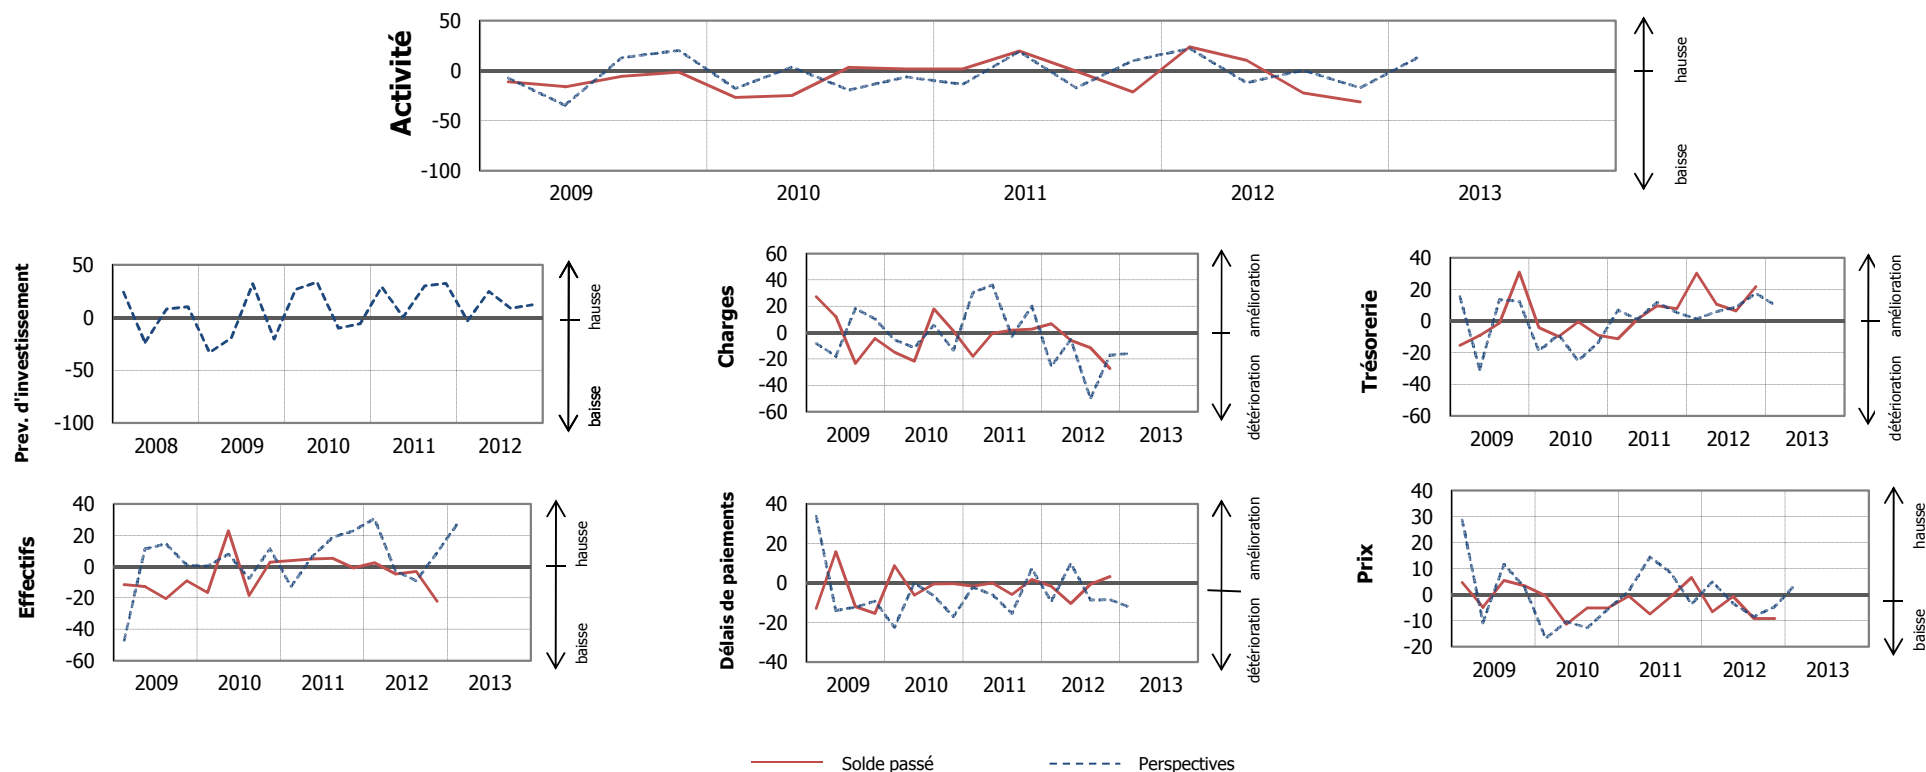 Activité
50
0
-50
-100
2009 2010 2011 2012 2013
hausse
baisse
Prev. d'investissement
50
0
-50
-100
2008 2009 2010 2011 2012
hausse
baisse
Charges
60
40
20
0
-20
-40
-60
2009 2010 2011 2012 2013
amélioration
détérioration
Trésorerie
40
20
0
-20
-40
-60
2009 2010 2011 2012 2013
amélioration
détérioration
Effectifs
40
20
0
-20
-40
-60
2009 2010 2011 2012 2013
hausse
baisse
Délais de paiements
40
20
0
-20
-40
2009 2010 2011 2012 2013
amélioration
détérioration
Prix
40
30
20
10
0
-10
-20
2009 2010 2011 2012 2013
hausse
baisse
Solde passé Perspectives